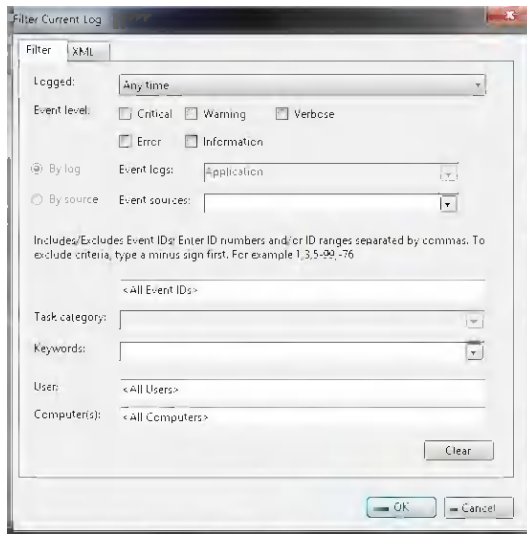 Filter Current Log
Filter XML
Logged: Any time
Event level: Critical Warning Verbose
Error Information
By log Event logs: Application
By source Event sources:
Includes/Excludes Event IDs: Enter ID numbers and/or ID ranges separated by commas. To
exclude criteria, type a minus sign first. For example 1,3,5-99,-76
<All Event IDs>
Task category:
Keywords:
User: <All Users>
Computer(s): <All Computers>
Clear
OK Cancel